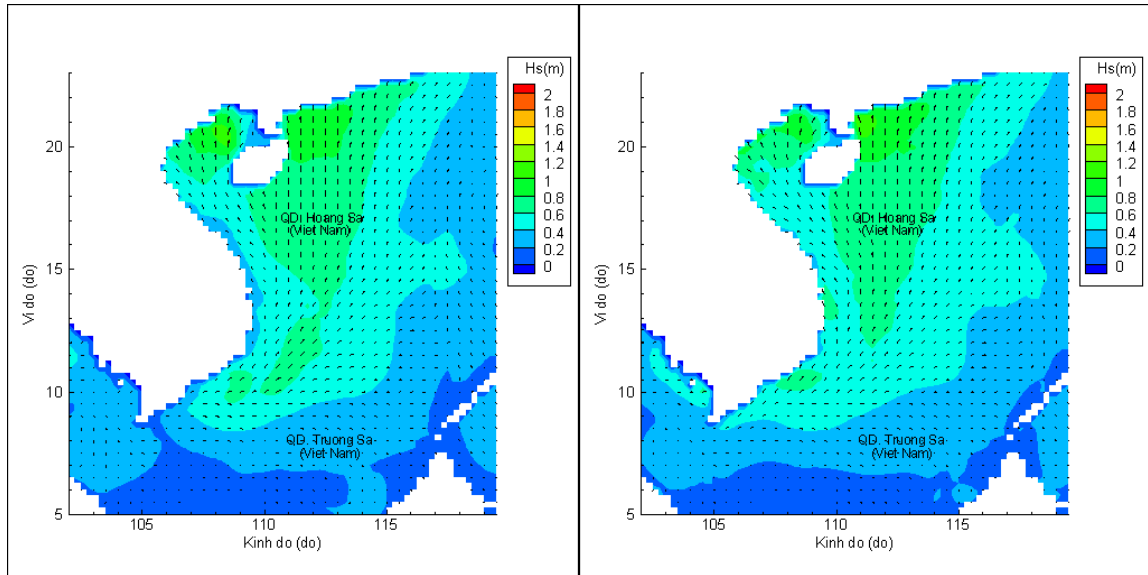 Hs(m)
2
1.8
1.6
1.4
1.2
1
0.8
0.6
0.4
0.2
0
20
15
10
5
Vi do (do)
QDı Hoang Sa
(Viet Nam)
QD. Truong Sa
(Viet Nam)
105
110
115
Kinh do (do)
Hs(m)
2
1.8
1.6
1.4
1.2
1
0.8
0.6
0.4
0.2
0
20
15
10
5
Vi do (do)
QDı Hoang Sa
(Viet Nam)
QD. Truong Sa
(Viet Nam)
105
110
115
Kinh do (do)